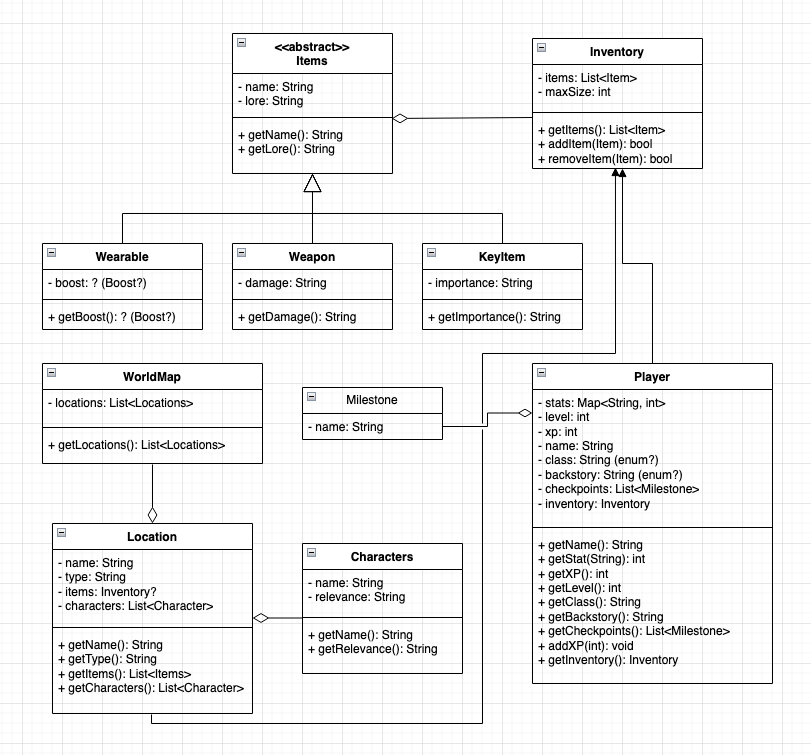 <<abstract>>
Items
- name: String
- lore: String
+ getName(): String
+ getLore(): String
Inventory
- items: List<Item>
- maxSize: int
+ getItems(): List<Item>
+ addItem(Item): bool
+ removeItem(Item): bool
Wearable
- boost: ? (Boost?)
+ getBoost(): ? (Boost?)
Weapon
- damage: String
+ getDamage(): String
KeyItem
- importance: String
+ getImportance(): String
WorldMap
- locations: List<Locations>
+ getLocations(): List<Locations>
Milestone
- name: String
Player
- stats: Map<String, int>
- level: int
- xp: int
- name: String
- class: String (enum?)
- backstory: String (enum?)
- checkpoints: List<Milestone>
- inventory: Inventory
+ getName(): String
+ getStat(String): int
+ getXP(): int
+ getLevel(): int
+ getClass(): String
+ getBackstory(): String
+ getCheckpoints(): List<Milestone>
+ addXP(int): void
+ getInventory(): Inventory
Location
- name: String
- type: String
- items: Inventory?
- characters: List<Character>
+ getName(): String
+ getType(): String
+ getItems(): List<Items>
+ getCharacters(): List<Character>
Characters
- name: String
- relevance: String
+ getName(): String
+ getRelevance(): String